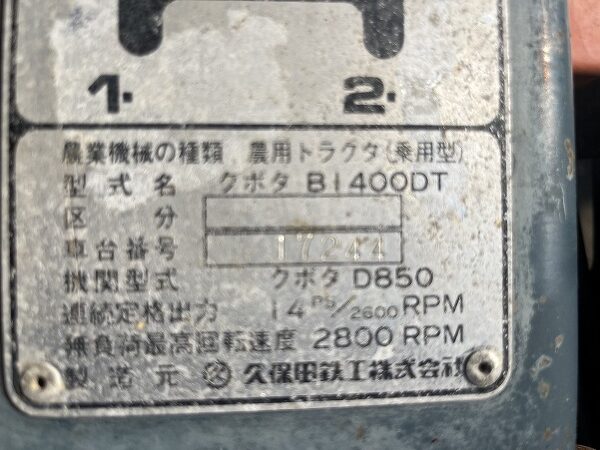 1. 2.
農業機械の種類 農用トラクタ(乗用型)
型式名 クボタ B1400DT
区分
車台番号 17244
機関型式 クボタ D850
連続定格出力 14PS/2600RPM
無負荷最高回転速度 2800 RPM
製造元 久保田鉄工株式会社